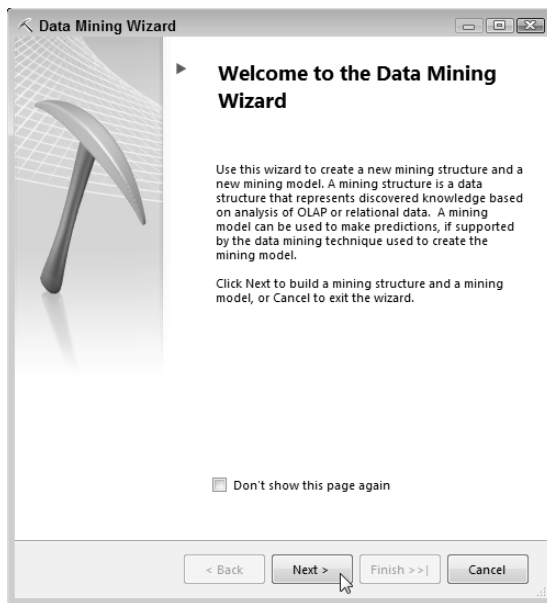 Data Mining Wizard
Welcome to the Data Mining
Wizard
Use this wizard to create a new mining structure and a
new mining model. A mining structure is a data
structure that represents discovered knowledge based
on analysis of OLAP or relational data. A mining
model can be used to make predictions, if supported
by the data mining technique used to create the
mining model.
Click Next to build a mining structure and a mining
model, or Cancel to exit the wizard.
Don't show this page again
< Back
Next >
Finish >>|
Cancel